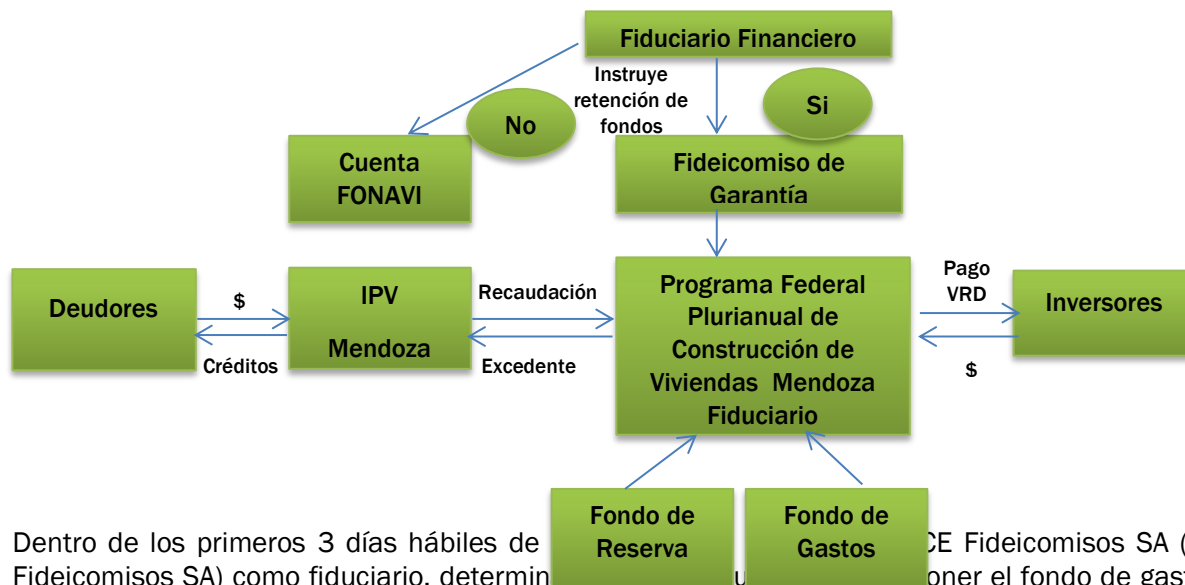 Fiduciario Financiero
Instruye
retención de
fondos
No
Si
Cuenta
FONAVI
Fideicomiso de
Garantía
Deudores
$
Créditos
IPV
Mendoza
Recaudación
Excedente
Programa Federal
Plurianual de
Construcción de
Viviendas Mendoza
Fiduciario
Pago
VRD
$
Inversores
Fondo de
Reserva
Fondo de
Gastos
Dentro de los primeros 3 días hábiles de CE Fideicomisos SA (
Fideicomisos SA) como fiduciario, determin oner el fondo de gast